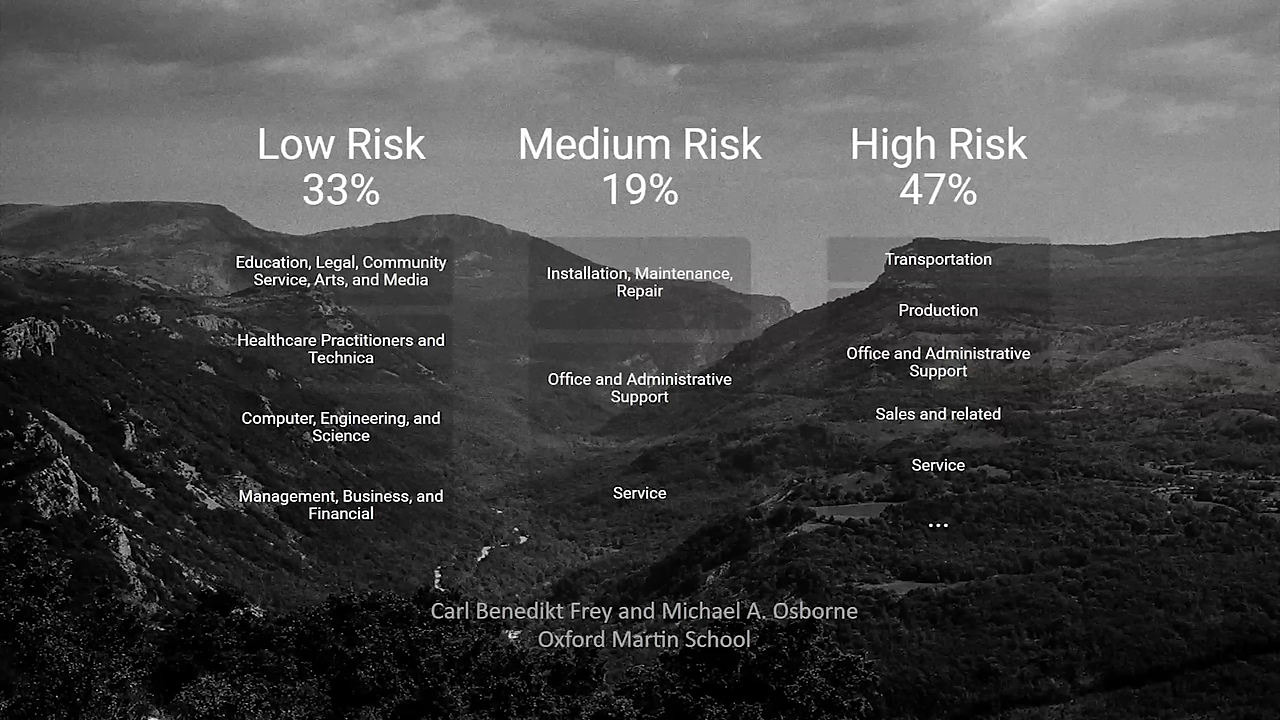 Low Risk
33%
Education, Legal, Community
Service, Arts, and Media
Healthcare Practitioners and
Technica
Computer, Engineering, and
Science
Management, Business, and
Financial
Medium Risk
19%
Installation, Maintenance,
Repair
Office and Administrative
Support
Service
High Risk
47%
Transportation
Production
Office and Administrative
Support
Sales and related
Service
...
Carl Benedikt Frey and Michael A. Osborne
Oxford Martin School